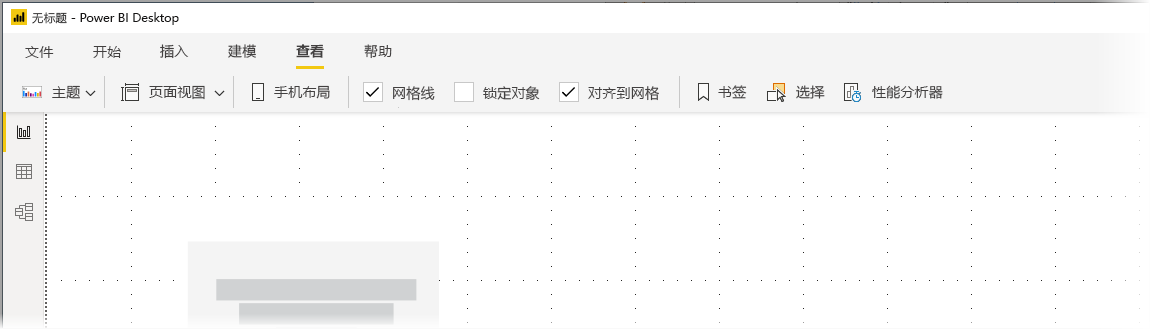 无标题 - Power BI Desktop
文件 开始 插入 建模 查看 帮助
主题 页面视图 手机布局 网格线 锁定对象 对齐到网格 书签 选择 性能分析器